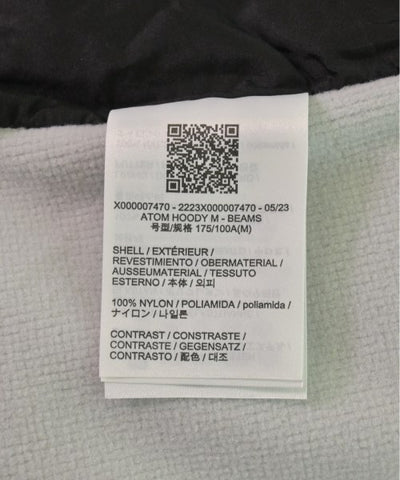 X000007470 - 2223X000007470 - 05/23
ATOM HOODY M - BEAMS
号型/规格 175/100A(M)
SHELL / EXTÉRIEUR /
REVESTIMIENTO / OBERMATERIAL /
AUSSEUMATERIAL / TESSUTO
ESTERNO / 本体 / 외피
100% NYLON / POLIAMIDA / poliamida /
ナイロン / 나일론
CONTRAST / CONSTRASTE /
CONTRASTE / GEGENSATZ /
CONTRASTO / 配色 / 대조